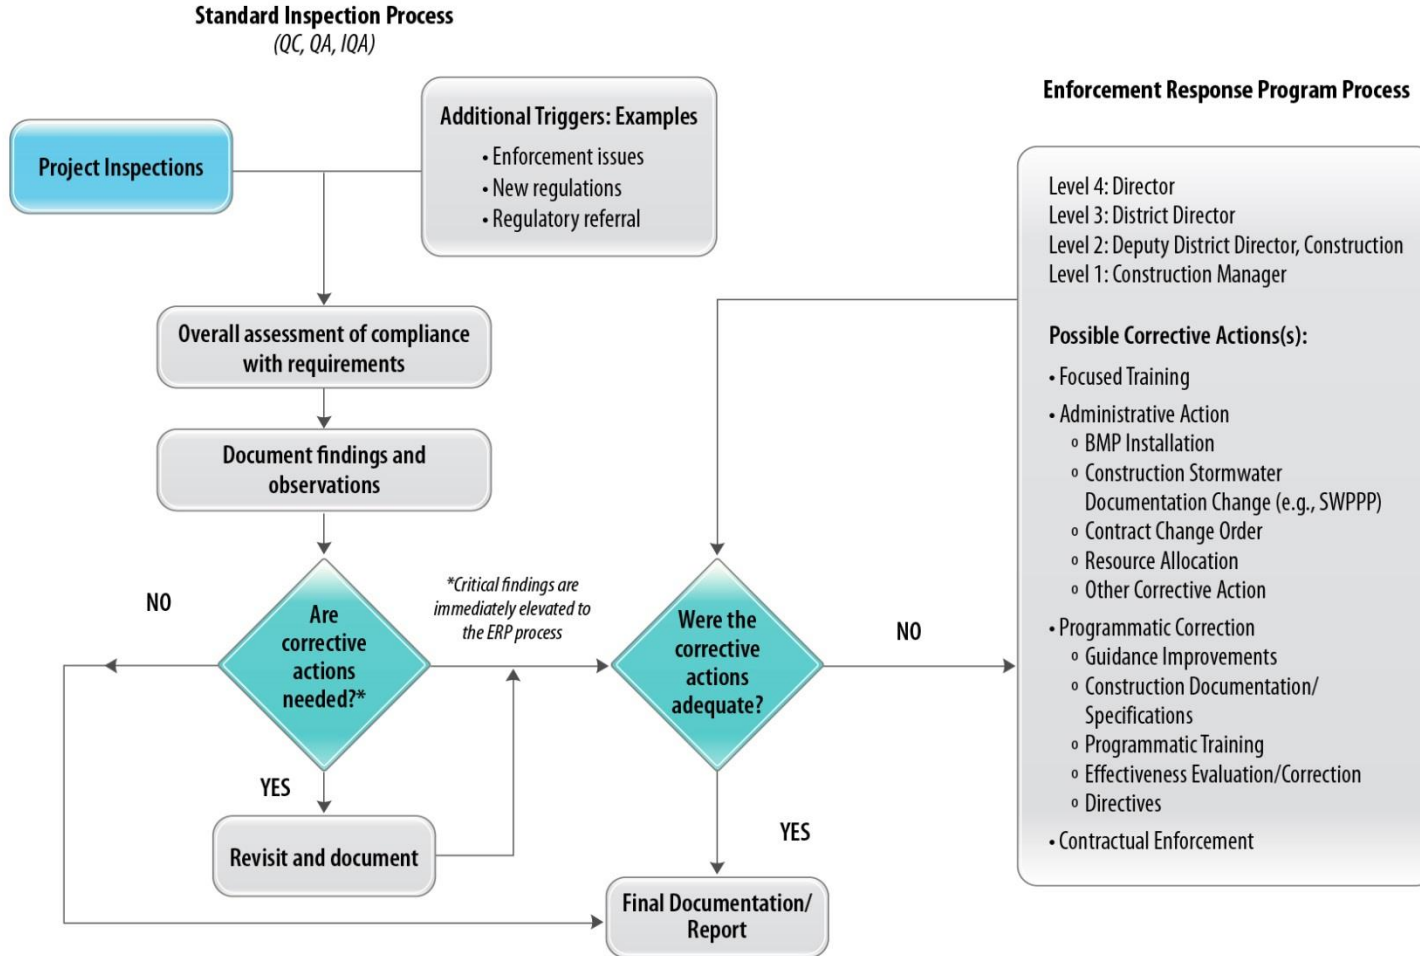 Standard Inspection Process
(QC, QA, IQA)
Project Inspections
Additional Triggers: Examples
• Enforcement issues
• New regulations
• Regulatory referral
Overall assessment of compliance
with requirements
Document findings and
observations
Are
corrective
actions
needed?*
NO
YES
*Critical findings are
immediately elevated to
the ERP process
Revisit and document
Were the
corrective
actions
adequate?
NO
YES
Final Documentation/
Report
Enforcement Response Program Process
Level 4: Director
Level 3: District Director
Level 2: Deputy District Director, Construction
Level 1: Construction Manager
Possible Corrective Actions(s):
• Focused Training
• Administrative Action
o BMP Installation
o Construction Stormwater
Documentation Change (e.g., SWPPP)
o Contract Change Order
o Resource Allocation
o Other Corrective Action
• Programmatic Correction
o Guidance Improvements
o Construction Documentation/
Specifications
o Programmatic Training
o Effectiveness Evaluation/Correction
o Directives
• Contractual Enforcement